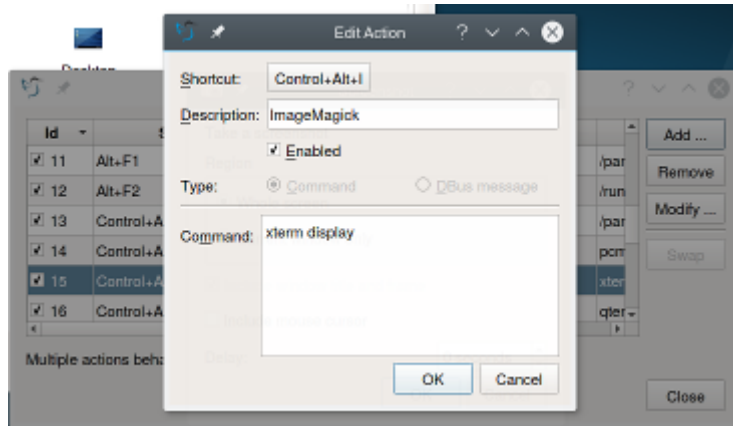 Edit Action
Shortcut: Control+Alt+I
Description: ImageMagick
Enabled
Type: Command DBus message
Command: xterm display
OK Cancel
Desktop
Id
11 Alt+F1 /par
12 Alt+F2 /run
13 Control+A /par
14 Control+A pcm
15 Control+A xter
16 Control+A qter
Multiple actions beha
Add ...
Remove
Modify ...
Swap
Close